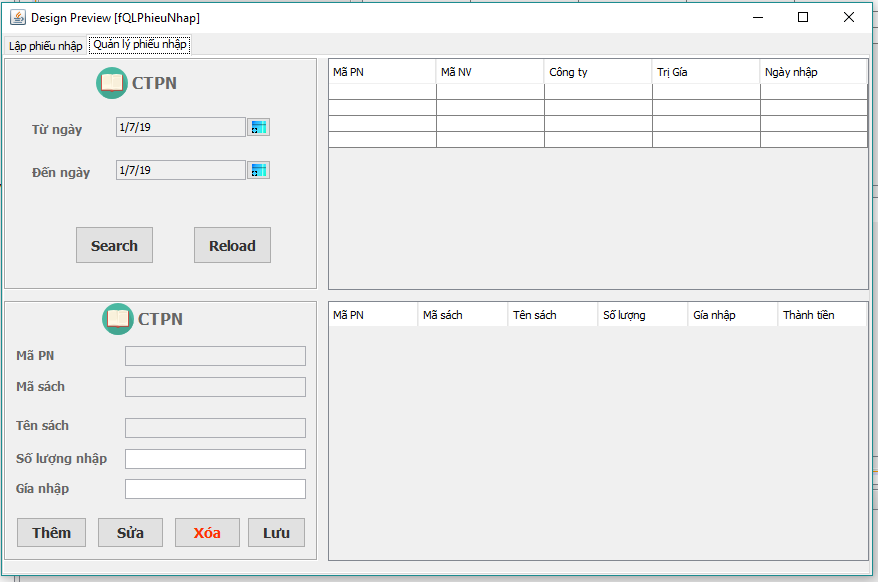 Design Preview [fQLPhieuNhap]
Lập phiếu nhập Quản lý phiếu nhập
CTPN
Từ ngày 1/7/19
Đến ngày 1/7/19
Search Reload
Mã PN Mã NV Công ty Trị Gía Ngày nhập
CTPN
Mã PN
Mã sách
Tên sách
Số lượng nhập
Gía nhập
Thêm Sửa Xóa Lưu
Mã PN Mã sách Tên sách Số lượng Gía nhập Thành tiền